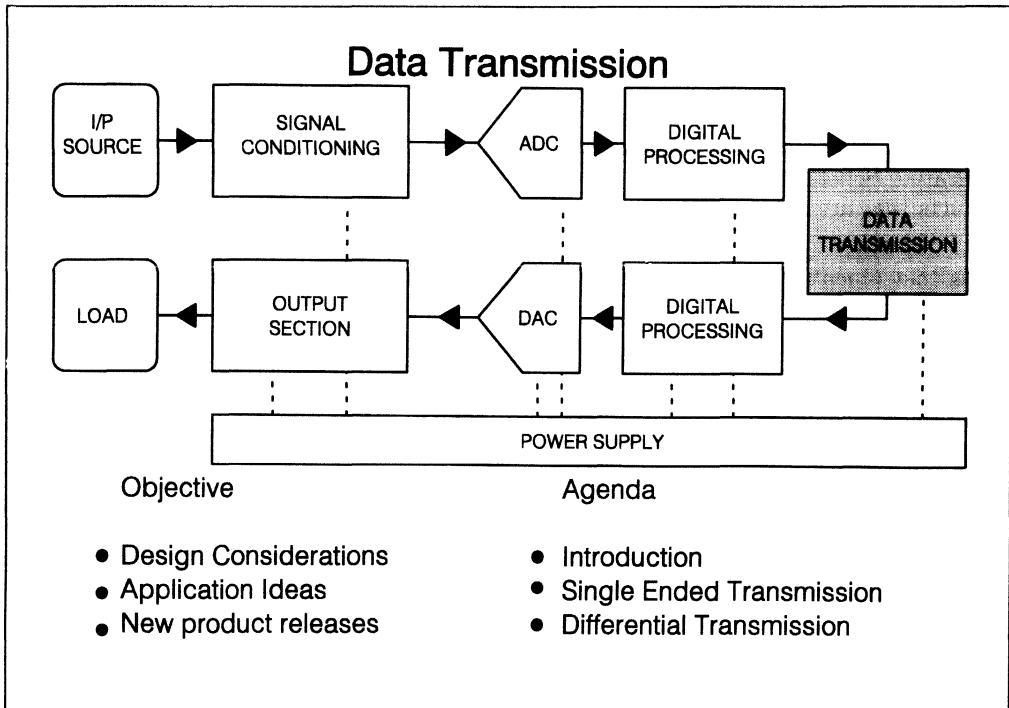 Data Transmission
I/P
SOURCE
SIGNAL
CONDITIONING
ADC
DIGITAL
PROCESSING
DATA
TRANSMISSION
LOAD
OUTPUT
SECTION
DAC
DIGITAL
PROCESSING
POWER SUPPLY
Objective
• Design Considerations
• Application Ideas
• New product releases
Agenda
• Introduction
• Single Ended Transmission
• Differential Transmission